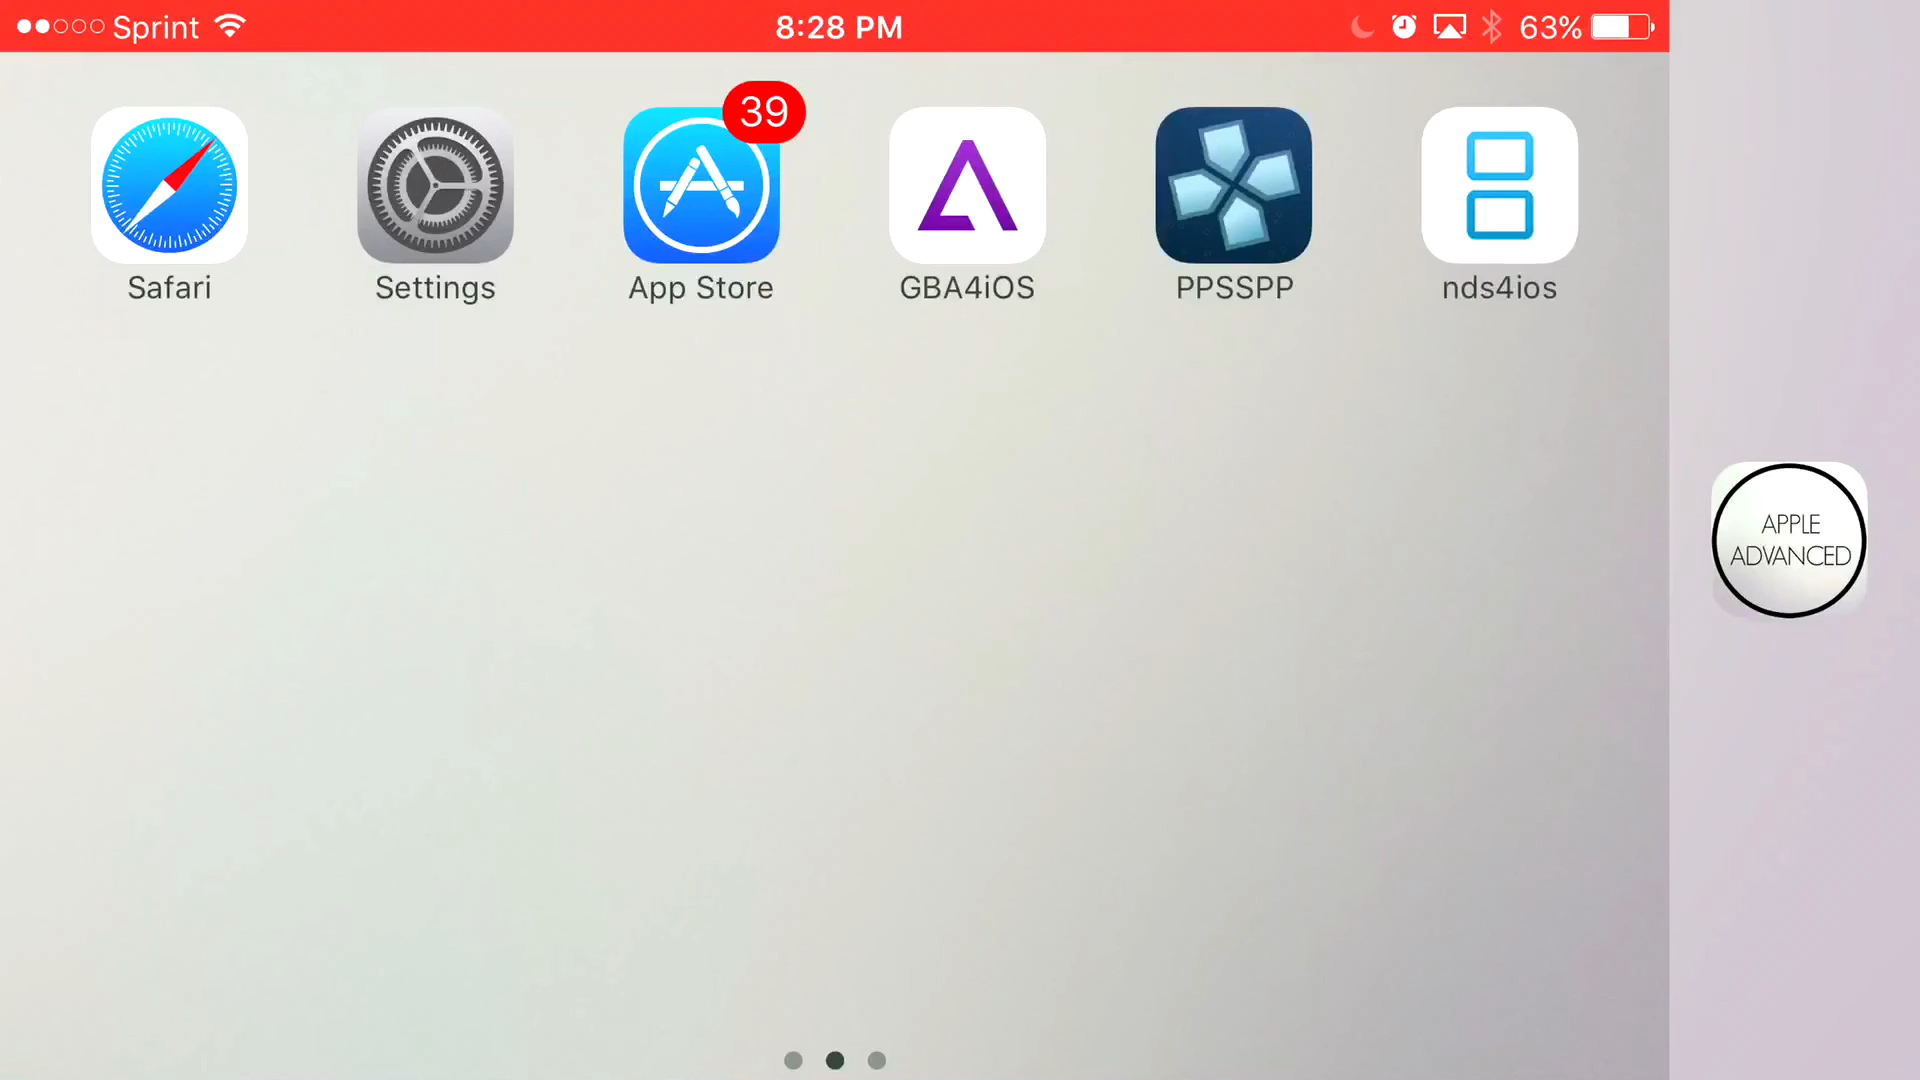 Sprint 8:28 PM 63%
39
Safari Settings App Store GBA4iOS PPSSPP nds4ios
APPLE
ADVANCED